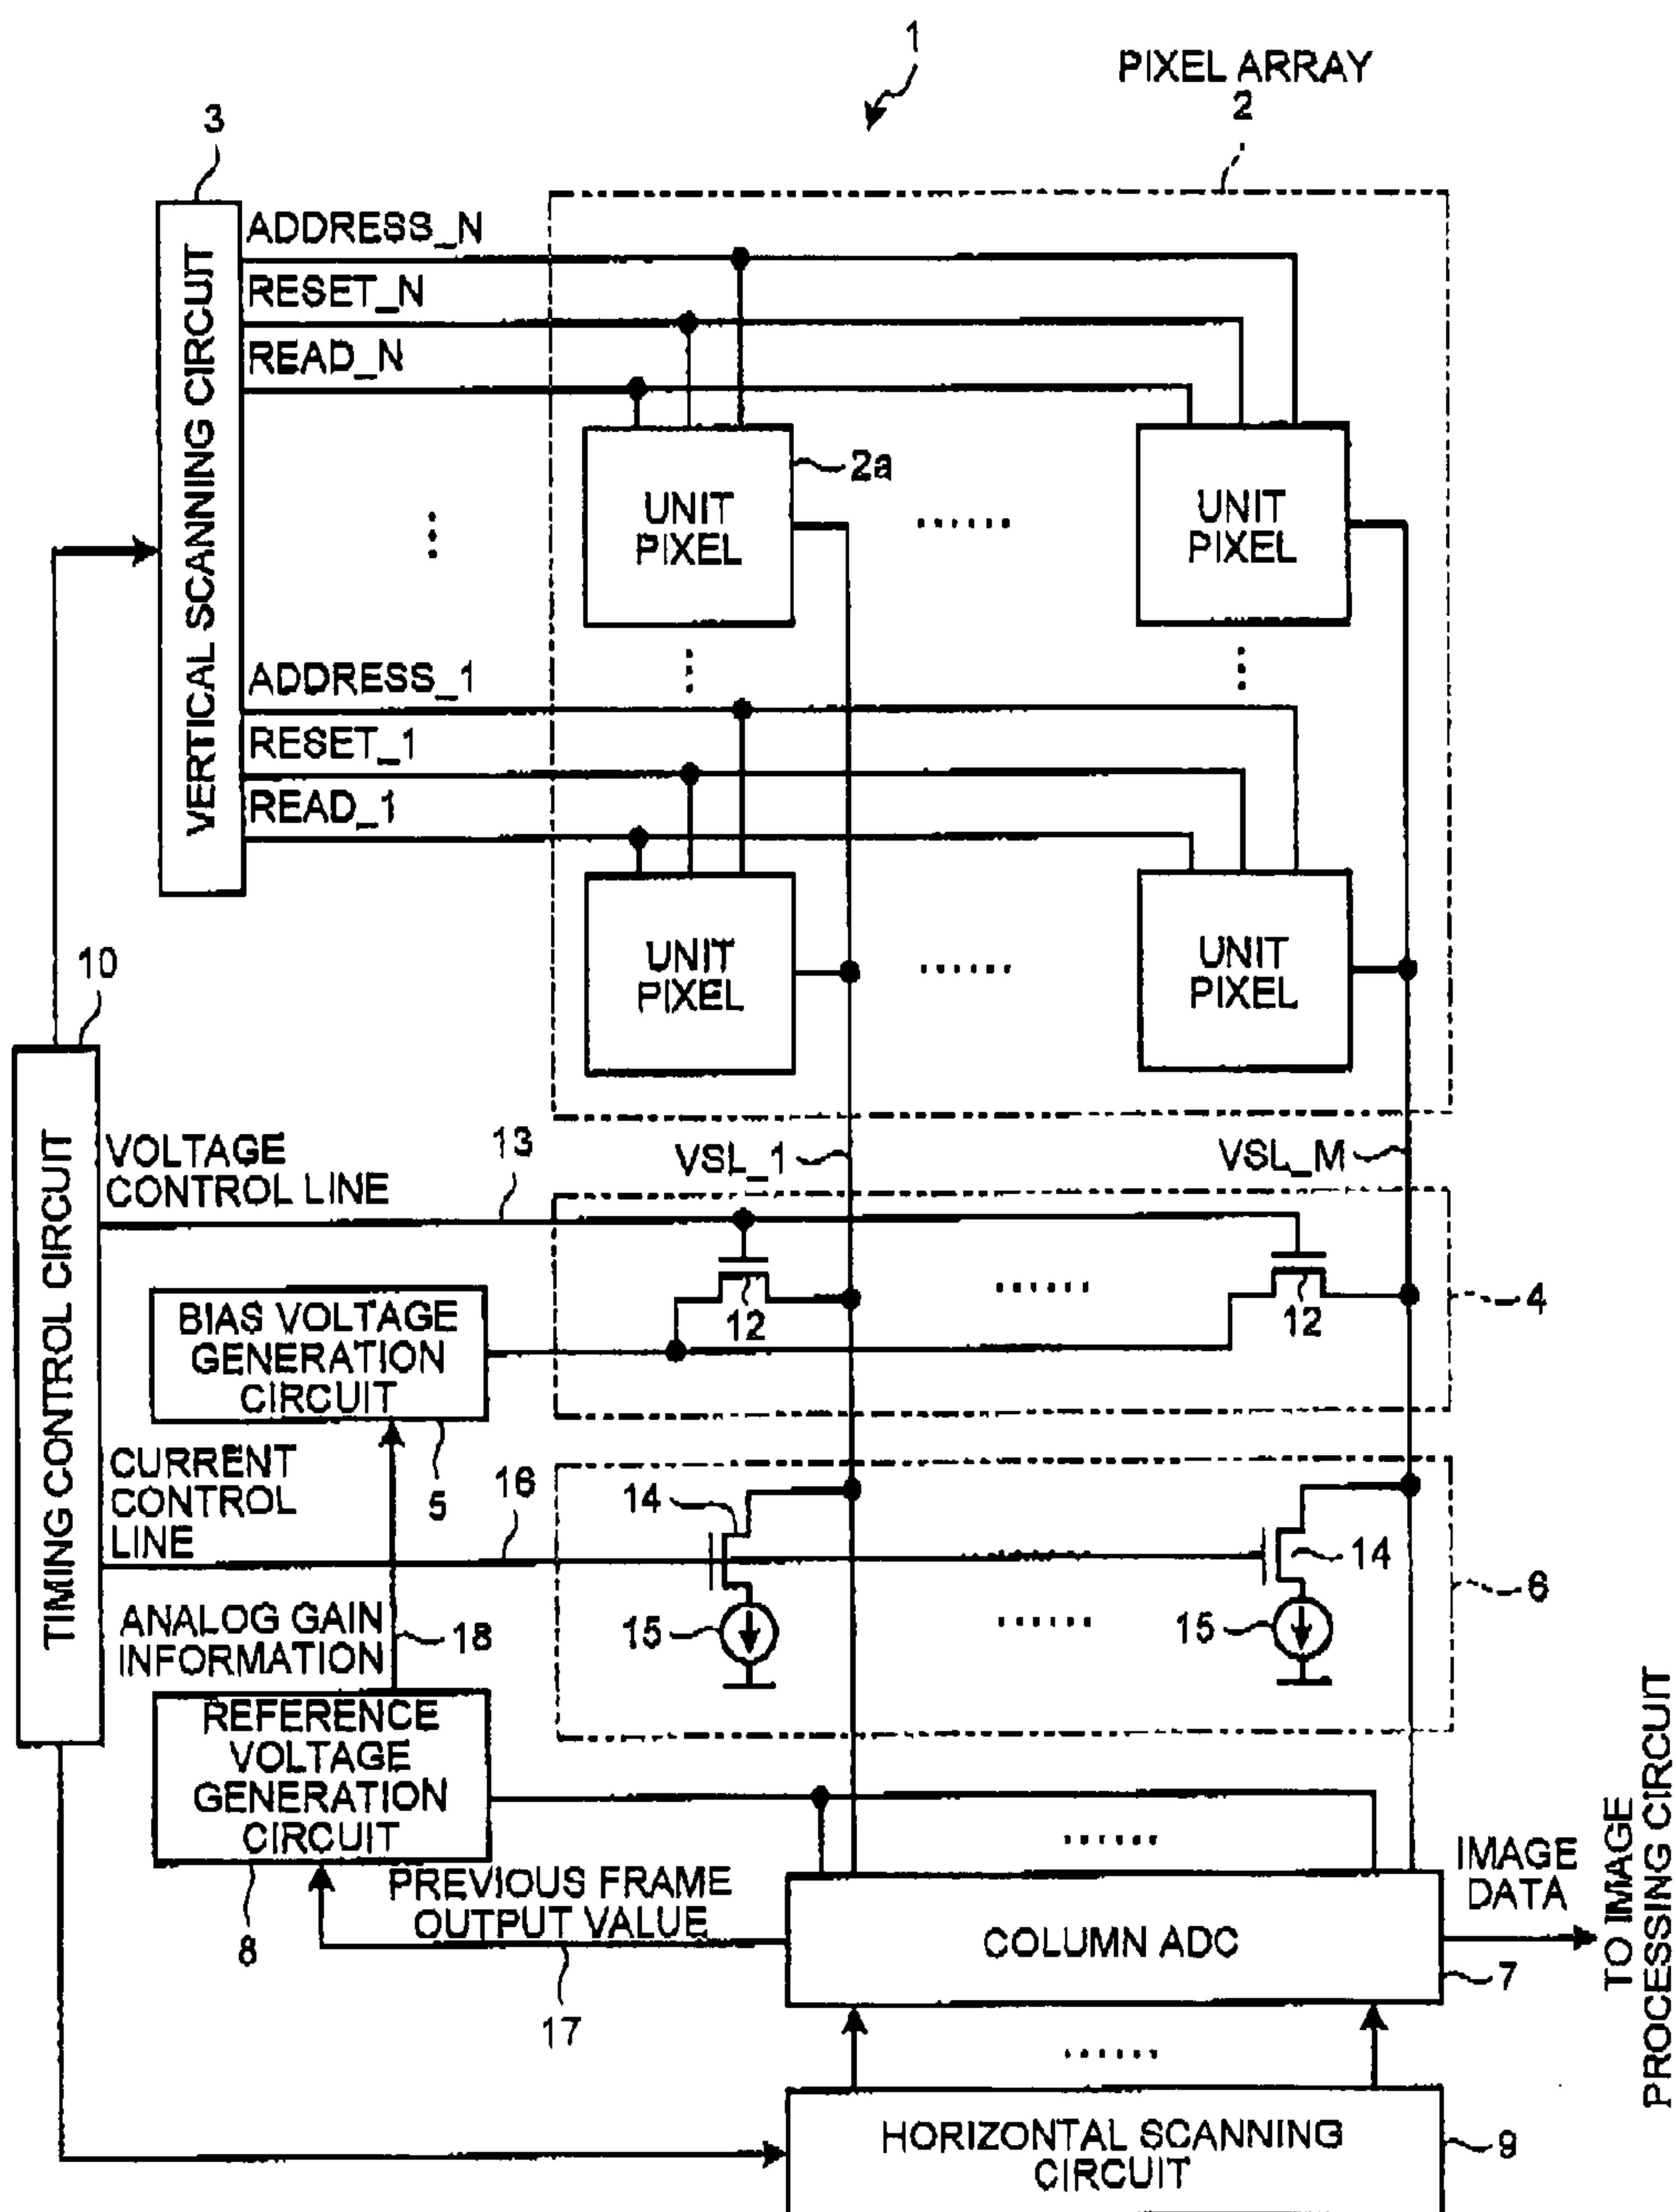 1
PIXEL ARRAY
2
3
VERTICAL SCANNING CIRCUIT
ADDRESS_N
RESET_N
READ_N
2a
UNIT
PIXEL
UNIT
PIXEL
ADDRESS_1
RESET_1
READ_1
UNIT
PIXEL
UNIT
PIXEL
10
TIMING CONTROL CIRCUIT
VOLTAGE
CONTROL LINE
13
VSL_1
VSL_M
12
12
4
BIAS VOLTAGE
GENERATION
CIRCUIT
5
CURRENT
CONTROL
LINE
16
14
14
6
15
15
ANALOG GAIN
INFORMATION
18
REFERENCE
VOLTAGE
GENERATION
CIRCUIT
8
PREVIOUS FRAME
OUTPUT VALUE
17
COLUMN ADC
7
IMAGE
DATA
TO IMAGE
PROCESSING CIRCUIT
HORIZONTAL SCANNING
CIRCUIT
9